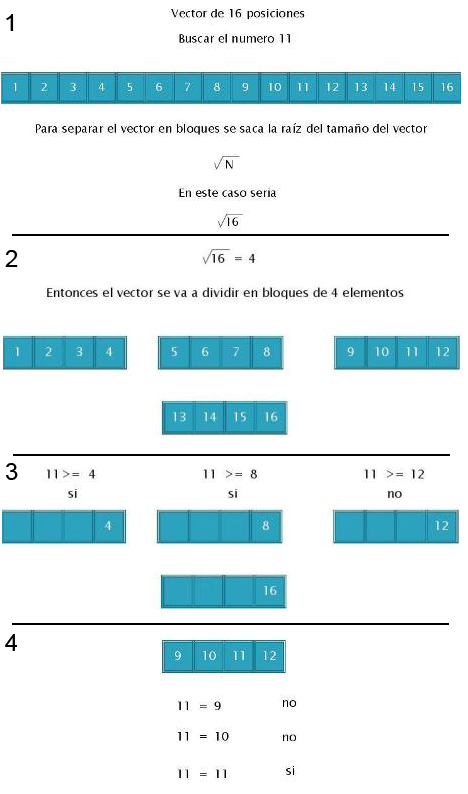 1
Vector de 16 posiciones
Buscar el numero 11
1 2 3 4 5 6 7 8 9 10 11 12 13 14 15 16
Para separar el vector en bloques se saca la raíz del tamaño del vector
√N
En este caso seria
√16
2
√16 = 4
Entonces el vector se va a dividir en bloques de 4 elementos
1 2 3 4 5 6 7 8 9 10 11 12
13 14 15 16
3
11 >= 4 11 >= 8 11 >= 12
si si no
4 8 12
16
4
9 10 11 12
11 = 9 no
11 = 10 no
11 = 11 si